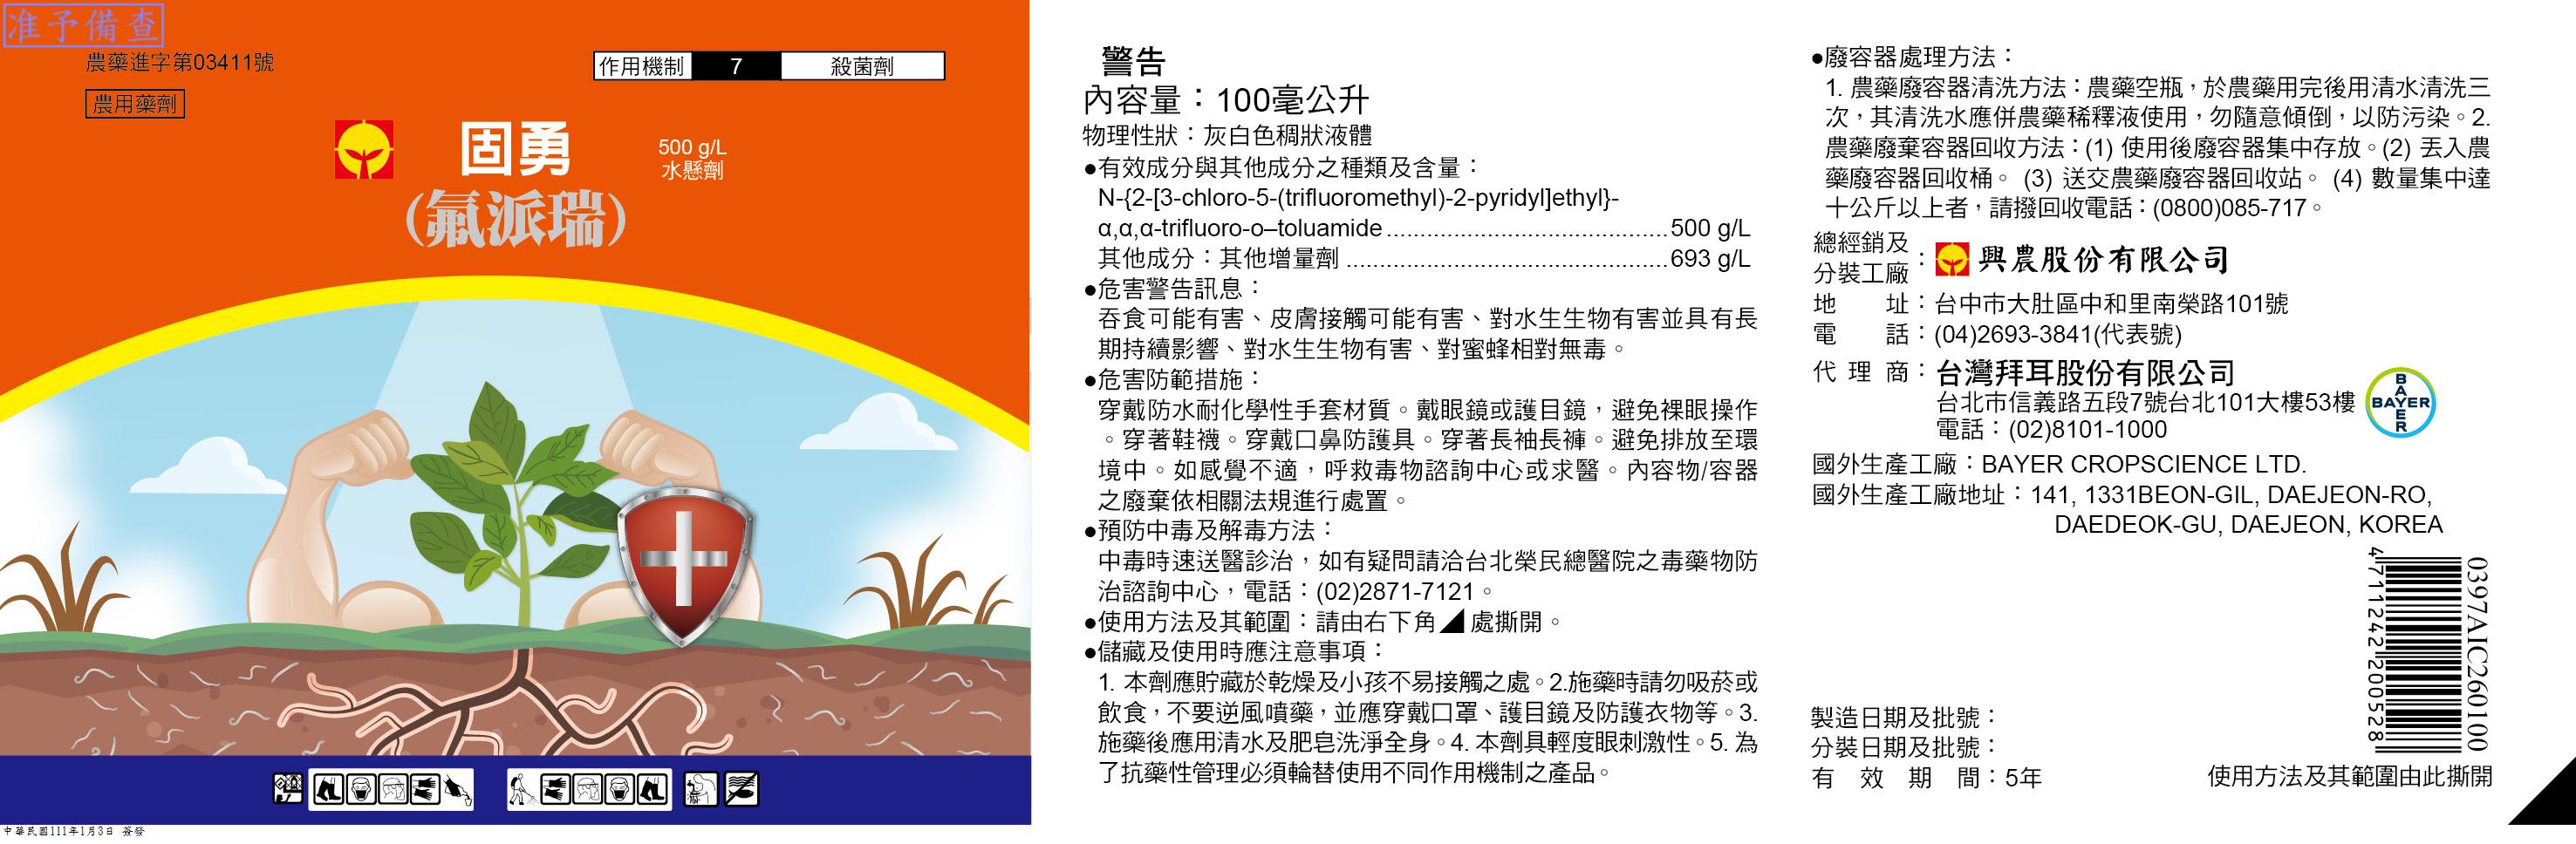 准予備查
農藥進字第03411號
農用藥劑
作用機制 7 殺菌劑
固勇
500 g/L
水懸劑
(氟派瑞)
中華民國111年1月3日 簽發
警告
內容量：100毫公升
物理性狀：灰白色稠狀液體
●有效成分與其他成分之種類及含量：
N-{2-[3-chloro-5-(trifluoromethyl)-2-pyridyl]ethyl}-
α,α,α-trifluoro-o–toluamide..........................................500 g/L
其他成分：其他增量劑................................................693 g/L
●危害警告訊息：
吞食可能有害、皮膚接觸可能有害、對水生生物有害並具有長
期持續影響、對水生生物有害、對蜜蜂相對無毒。
●危害防範措施：
穿戴防水耐化學性手套材質。戴眼鏡或護目鏡，避免裸眼操作
。穿著鞋襪。穿戴口鼻防護具。穿著長袖長褲。避免排放至環
境中。如感覺不適，呼救毒物諮詢中心或求醫。內容物/容器
之廢棄依相關法規進行處置。
●預防中毒及解毒方法：
中毒時速送醫診治，如有疑問請洽台北榮民總醫院之毒藥物防
治諮詢中心，電話：(02)2871-7121。
●使用方法及其範圍：請由右下角◢處撕開。
●儲藏及使用時應注意事項：
1. 本劑應貯藏於乾燥及小孩不易接觸之處。2.施藥時請勿吸菸或
飲食，不要逆風噴藥，並應穿戴口罩、護目鏡及防護衣物等。3.
施藥後應用清水及肥皂洗淨全身。4. 本劑具輕度眼刺激性。5. 為
了抗藥性管理必須輪替使用不同作用機制之產品。
●廢容器處理方法：
1. 農藥廢容器清洗方法：農藥空瓶，於農藥用完後用清水清洗三
次，其清洗水應併農藥稀釋液使用，勿隨意傾倒，以防污染。2.
農藥廢棄容器回收方法：(1) 使用後廢容器集中存放。(2) 丟入農
藥廢容器回收桶。 (3) 送交農藥廢容器回收站。 (4) 數量集中達
十公斤以上者，請撥回收電話：(0800)085-717。
總經銷及
分裝工廠：興農股份有限公司
地 址：台中市大肚區中和里南榮路101號
電 話：(04)2693-3841(代表號)
代 理 商：台灣拜耳股份有限公司
台北市信義路五段7號台北101大樓53樓
電話：(02)8101-1000
BAYER
BAYER
國外生產工廠：BAYER CROPSCIENCE LTD.
國外生產工廠地址：141, 1331BEON-GIL, DAEJEON-RO,
DAEDEOK-GU, DAEJEON, KOREA
4 711242 200528
0397AIC260100
製造日期及批號：
分裝日期及批號：
有 效 期 間：5年
使用方法及其範圍由此撕開